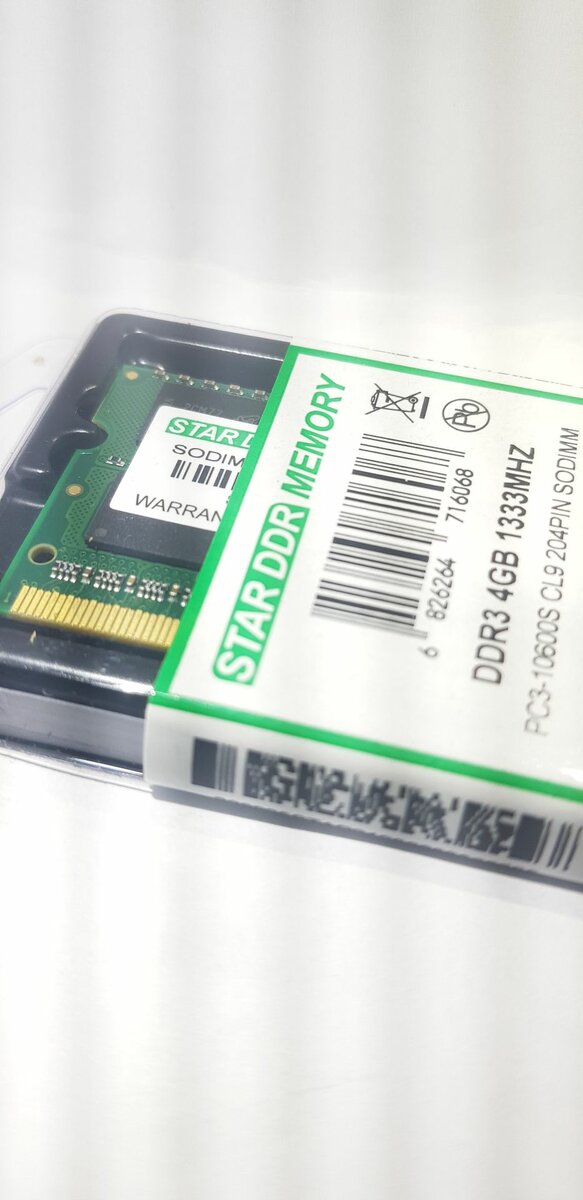 STAR DDR MEMORY
6 826264 716068
DDR3 4GB 1333MHZ
PC3-10600S CL9 204PIN SODIMM
Pb
STAR
SODIM
WARRAN